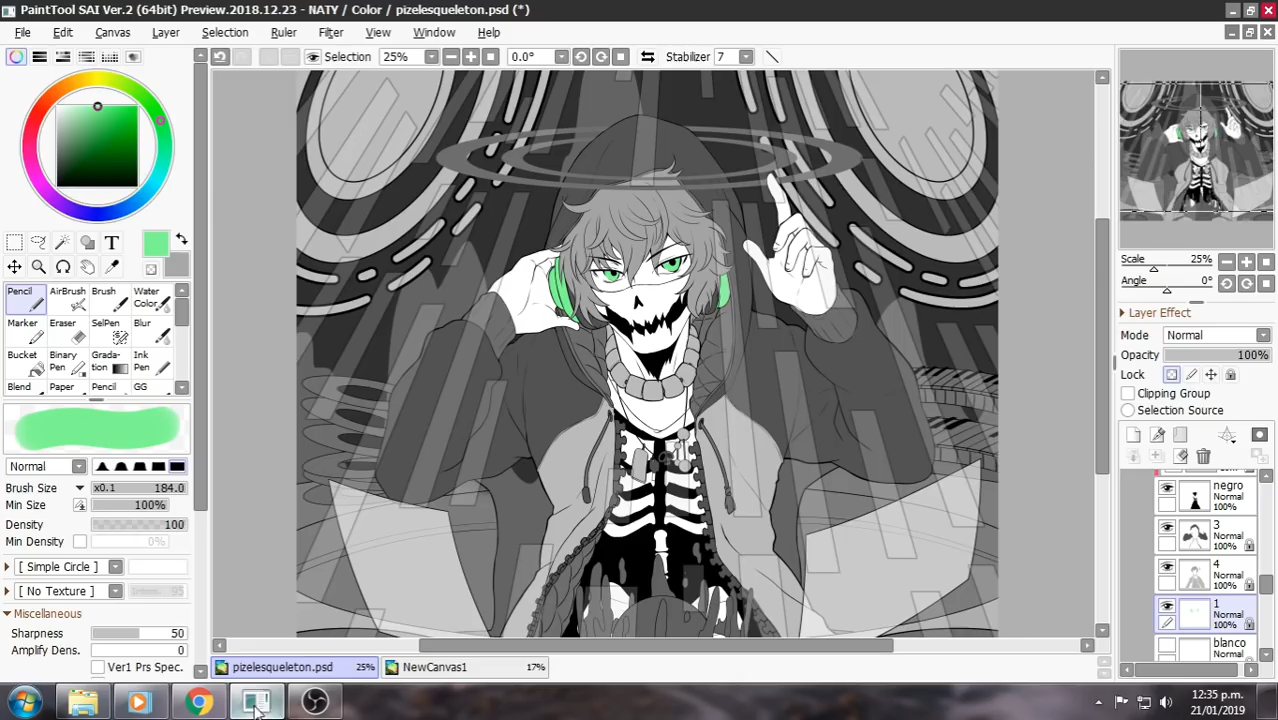 PaintTool SAI Ver.2 (64bit) Preview.2018.12.23 - NATY / Color / pizelesqueleton.psd (*)
File Edit Canvas Layer Selection Ruler Filter View Window Help
Selection 25% 0.0° Stabilizer 7
Scale 25%
Angle 0.0°
Layer Effect
Mode Normal
Opacity 100%
Lock
Clipping Group
Selection Source
T
Pencil AirBrush Brush Water Color
Marker Eraser SelPen Blur
Bucket Binary Pen Grada-tion Ink Pen
Blend Paper Pencil GG
Normal
Brush Size x0.1 184.0
Min Size 100%
Density 100
Min Density 0%
[ Simple Circle ]
[ No Texture ] 95
Miscellaneous
Sharpness 50
Amplify Dens. 0
Ver1 Prs Spec.
100%
negro
Normal
100%
3
Normal
100%
4
Normal
100%
1
Normal
100%
blanco
Normal
pizelesqueleton.psd 25% NewCanvas1 17%
12:35 p.m.
21/01/2019